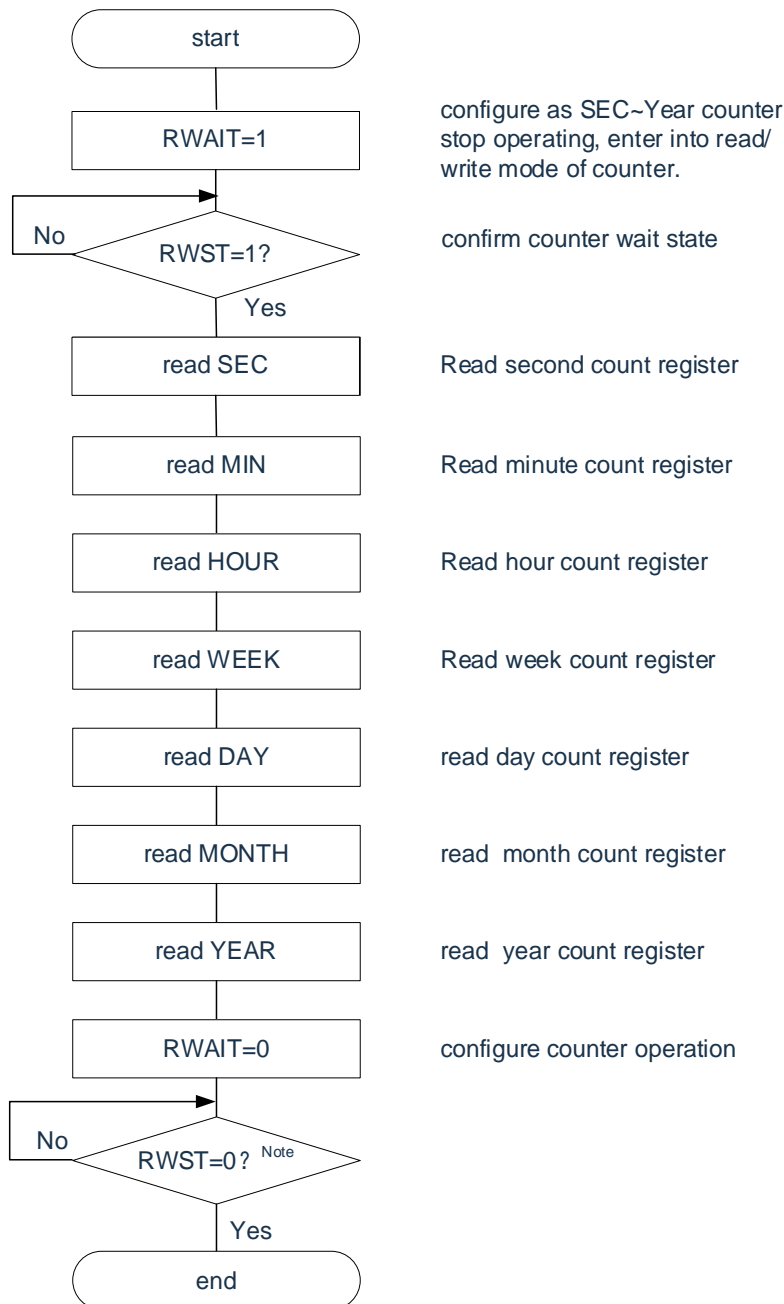 start
RWAIT=1
configure as SEC~Year counter
stop operating, enter into read/
write mode of counter.
No
RWST=1?
confirm counter wait state
Yes
read SEC
Read second count register
read MIN
Read minute count register
read HOUR
Read hour count register
read WEEK
Read week count register
read DAY
read day count register
read MONTH
read  month count register
read YEAR
read  year count register
RWAIT=0
configure counter operation
No
RWST=0? Note
Yes
end